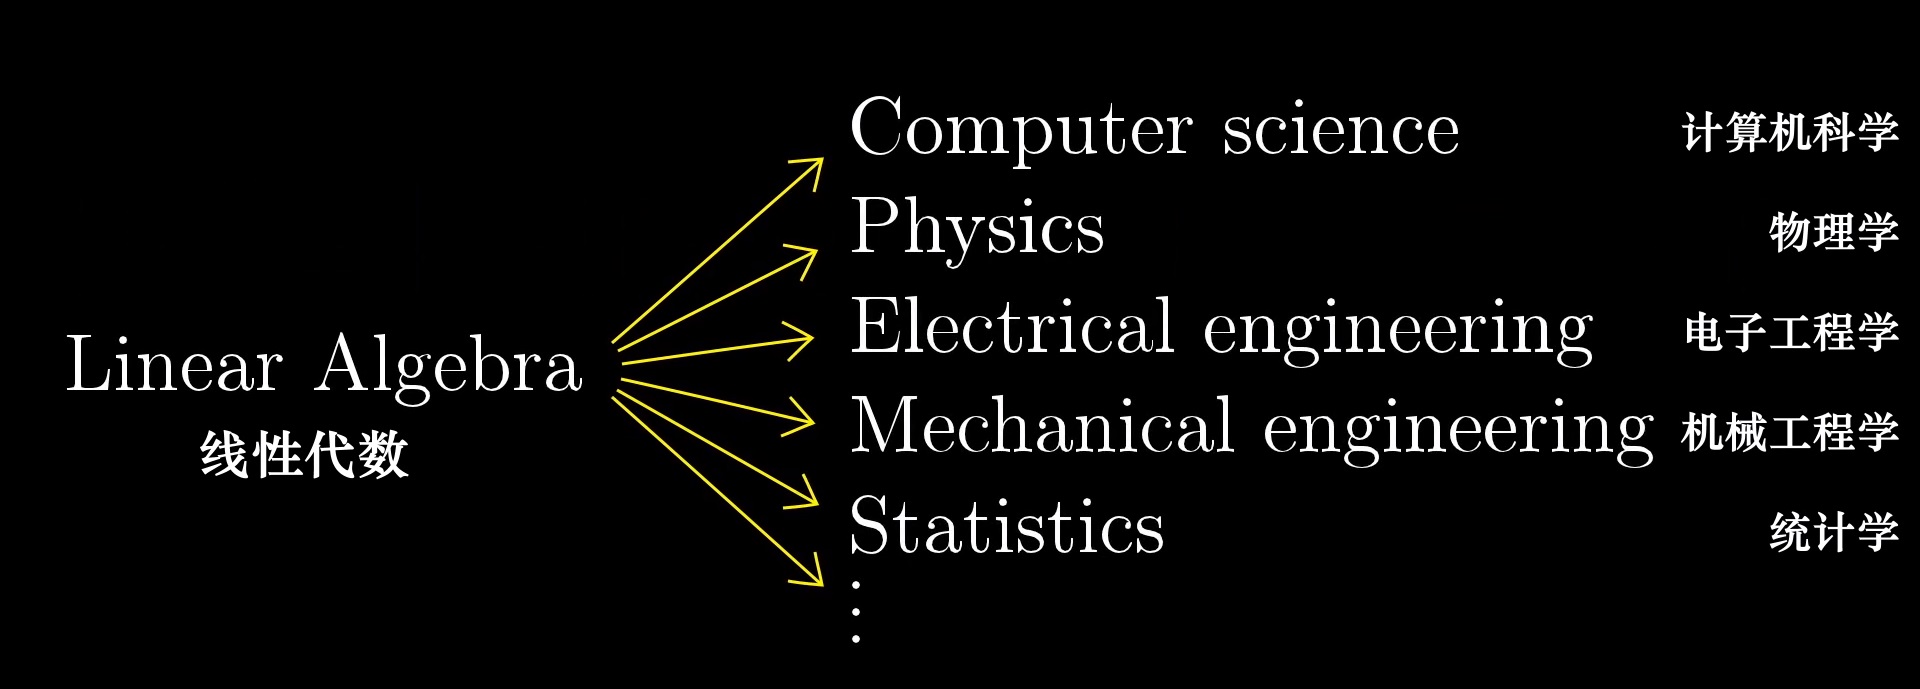 Computer science 计算机科学
Physics 物理学
Electrical engineering 电子工程学
Linear Algebra
Mechanical engineering 机械工程学
线性代数
Statistics 统计学
⋮